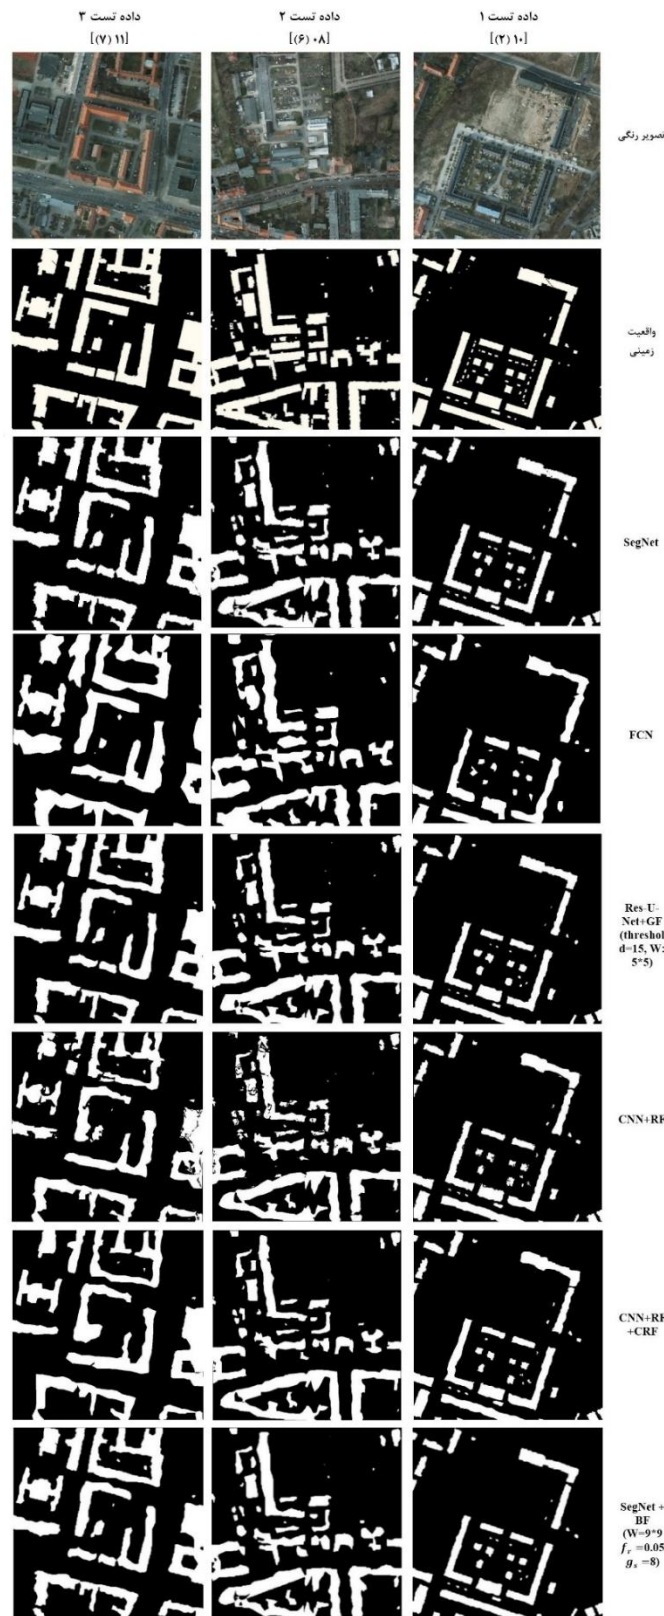 داده تست ۱
داده تست ۲
داده تست ۳
[۱۰ (۲)]
[۰۸ (۶)]
[۱۱ (۷)]
تصویر رنگی
واقعیت
زمینی
SegNet
FCN
Res-U-
Net+GF
(threshol
d=15, W:
5*5)
CNN+RF
CNN+RF
+CRF
SegNet +
BF
(W=9*9
f_r =0.05
g_s =8)